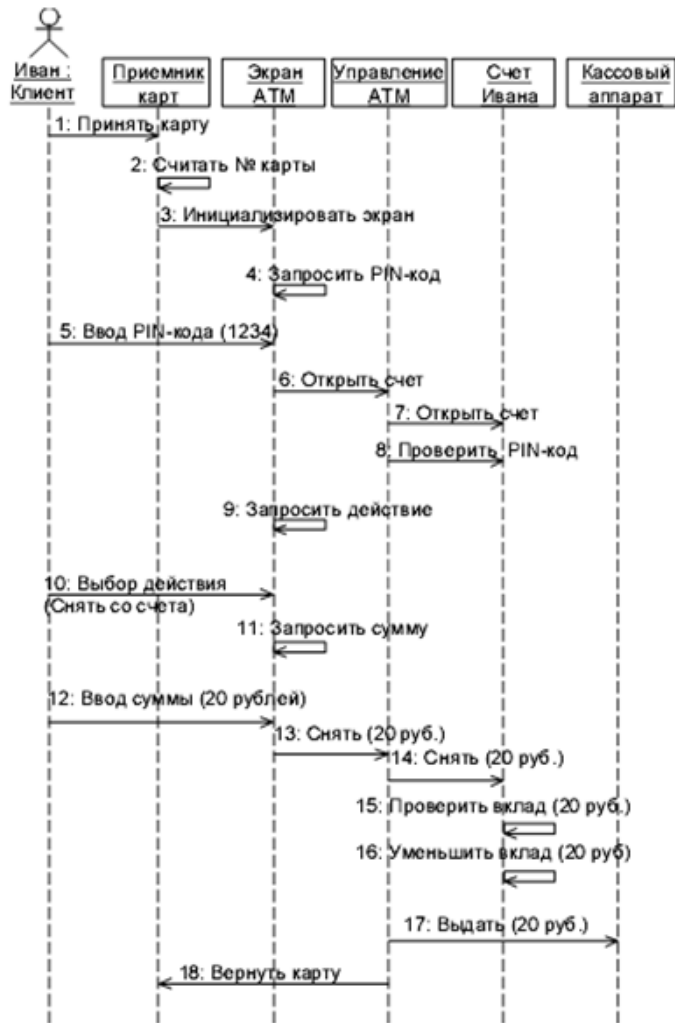 Иван :
Клиент
Приемник
карт
Экран
АТМ
Управление
АТМ
Счет
Ивана
Кассовый
аппарат
1: Принять карту
2: Считать № карты
3: Инициализировать экран
4: Запросить PIN-код
5: Ввод PIN-кода (1234)
6: Открыть счет
7: Открыть счет
8: Проверить PIN-код
9: Запросить действие
10: Выбор действия
(Снять со счета)
11: Запросить сумму
12: Ввод суммы (20 рублей)
13: Снять (20 руб.)
14: Снять (20 руб.)
15: Проверить вклад (20 руб.)
16: Уменьшить вклад (20 руб)
17: Выдать (20 руб.)
18: Вернуть карту